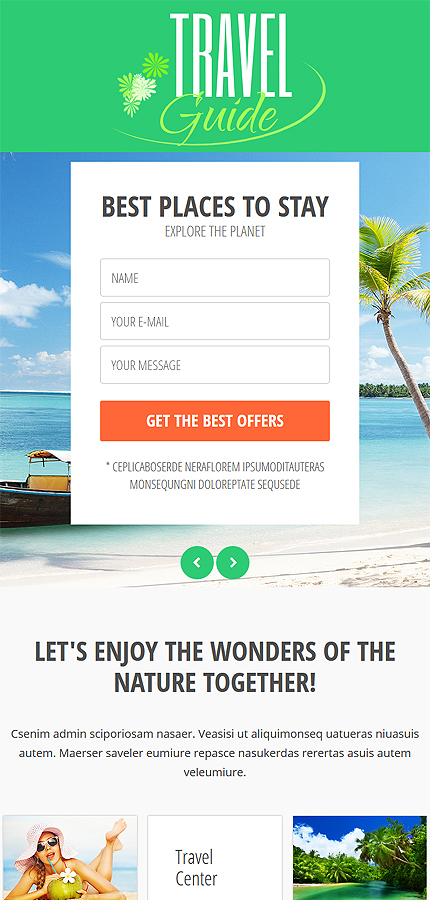 TRAVEL
Guide
BEST PLACES TO STAY
EXPLORE THE PLANET
NAME
YOUR E-MAIL
YOUR MESSAGE
GET THE BEST OFFERS
* CEPLICABOSERDE NERAFLOREM IPSUMODITAUTERAS
MONSEQUNGNI DOLOREPTATE SEQUSEDE
LET'S ENJOY THE WONDERS OF THE
NATURE TOGETHER!
Csenim admin sciporiosam nasaer. Veasisi ut aliquimonseq uatueras niuasuis
autem. Maerser saveler eumiure repasce nasukerdas rerertas asuis autem
veleumiure.
Travel
Center